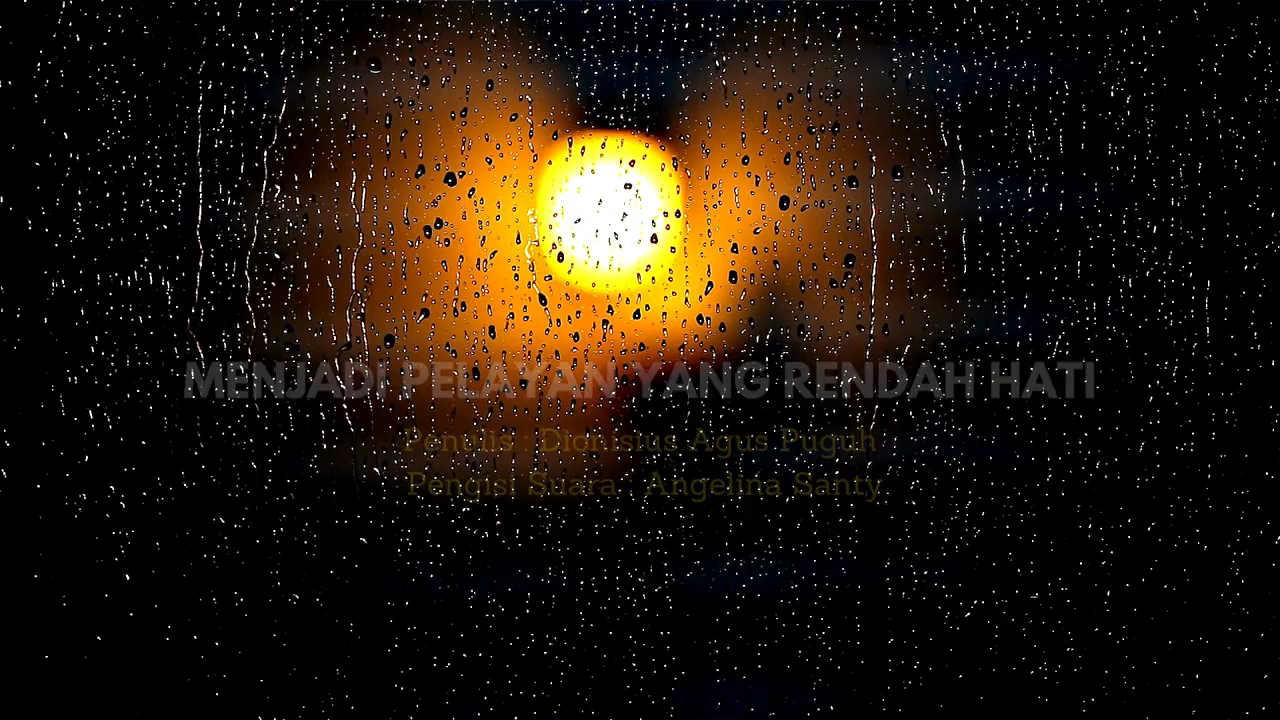 MENJADI PELAYAN YANG RENDAH HATI
Penulis : Dionisius Agus Puguh
Pengisi Suara : Angelina Santy